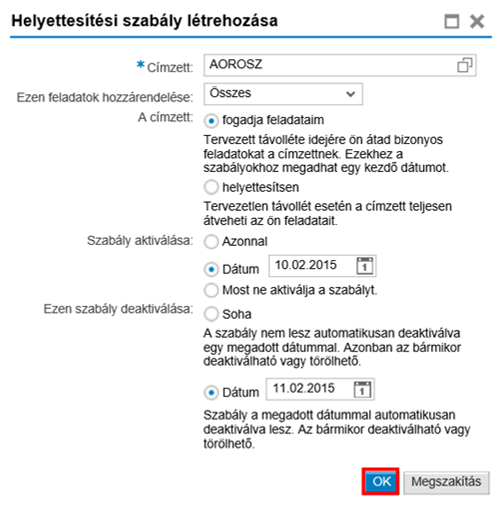 Helyettesítési szabály létrehozása
* Címzett: AOROSZ
Ezen feladatok hozzárendelése: Összes
A címzett: fogadja feladataim
Tervezett távolléte idejére ön átad bizonyos
feladatokat a címzettnek. Ezekhez a
szabályokhoz megadhat egy kezdő dátumot.
helyettesítsen
Tervezetlen távollét esetén a címzett teljesen
átveheti az ön feladatait.
Szabály aktiválása: Azonnal
Dátum 10.02.2015 1
Most ne aktiválja a szabályt.
Ezen szabály deaktiválása: Soha
A szabály nem lesz automatikusan deaktiválva
egy megadott dátummal. Azonban az bármikor
deaktiválható vagy törölhető.
Dátum 11.02.2015 1
Szabály a megadott dátummal automatikusan
deaktiválva lesz. Az bármikor deaktiválható vagy
törölhető.
OK Megszakítás